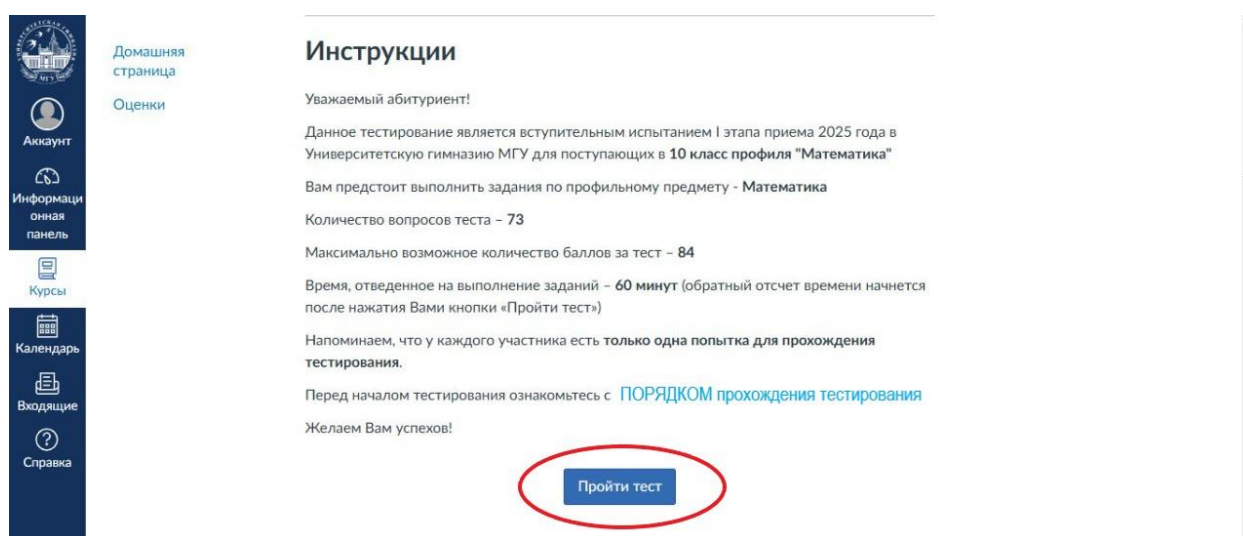 Аккаунт
Информаци
онная
панель
Курсы
Календарь
Входящие
Справка
Домашняя
страница
Оценки
Инструкции
Уважаемый абитуриент!
Данное тестирование является вступительным испытанием I этапа приема 2025 года в
Университетскую гимназию МГУ для поступающих в 10 класс профиля "Математика"
Вам предстоит выполнить задания по профильному предмету - Математика
Количество вопросов теста – 73
Максимально возможное количество баллов за тест – 84
Время, отведенное на выполнение заданий – 60 минут (обратный отсчет времени начнется
после нажатия Вами кнопки «Пройти тест»)
Напоминаем, что у каждого участника есть только одна попытка для прохождения
тестирования.
Перед началом тестирования ознакомьтесь с ПОРЯДКОМ прохождения тестирования
Желаем Вам успехов!
Пройти тест